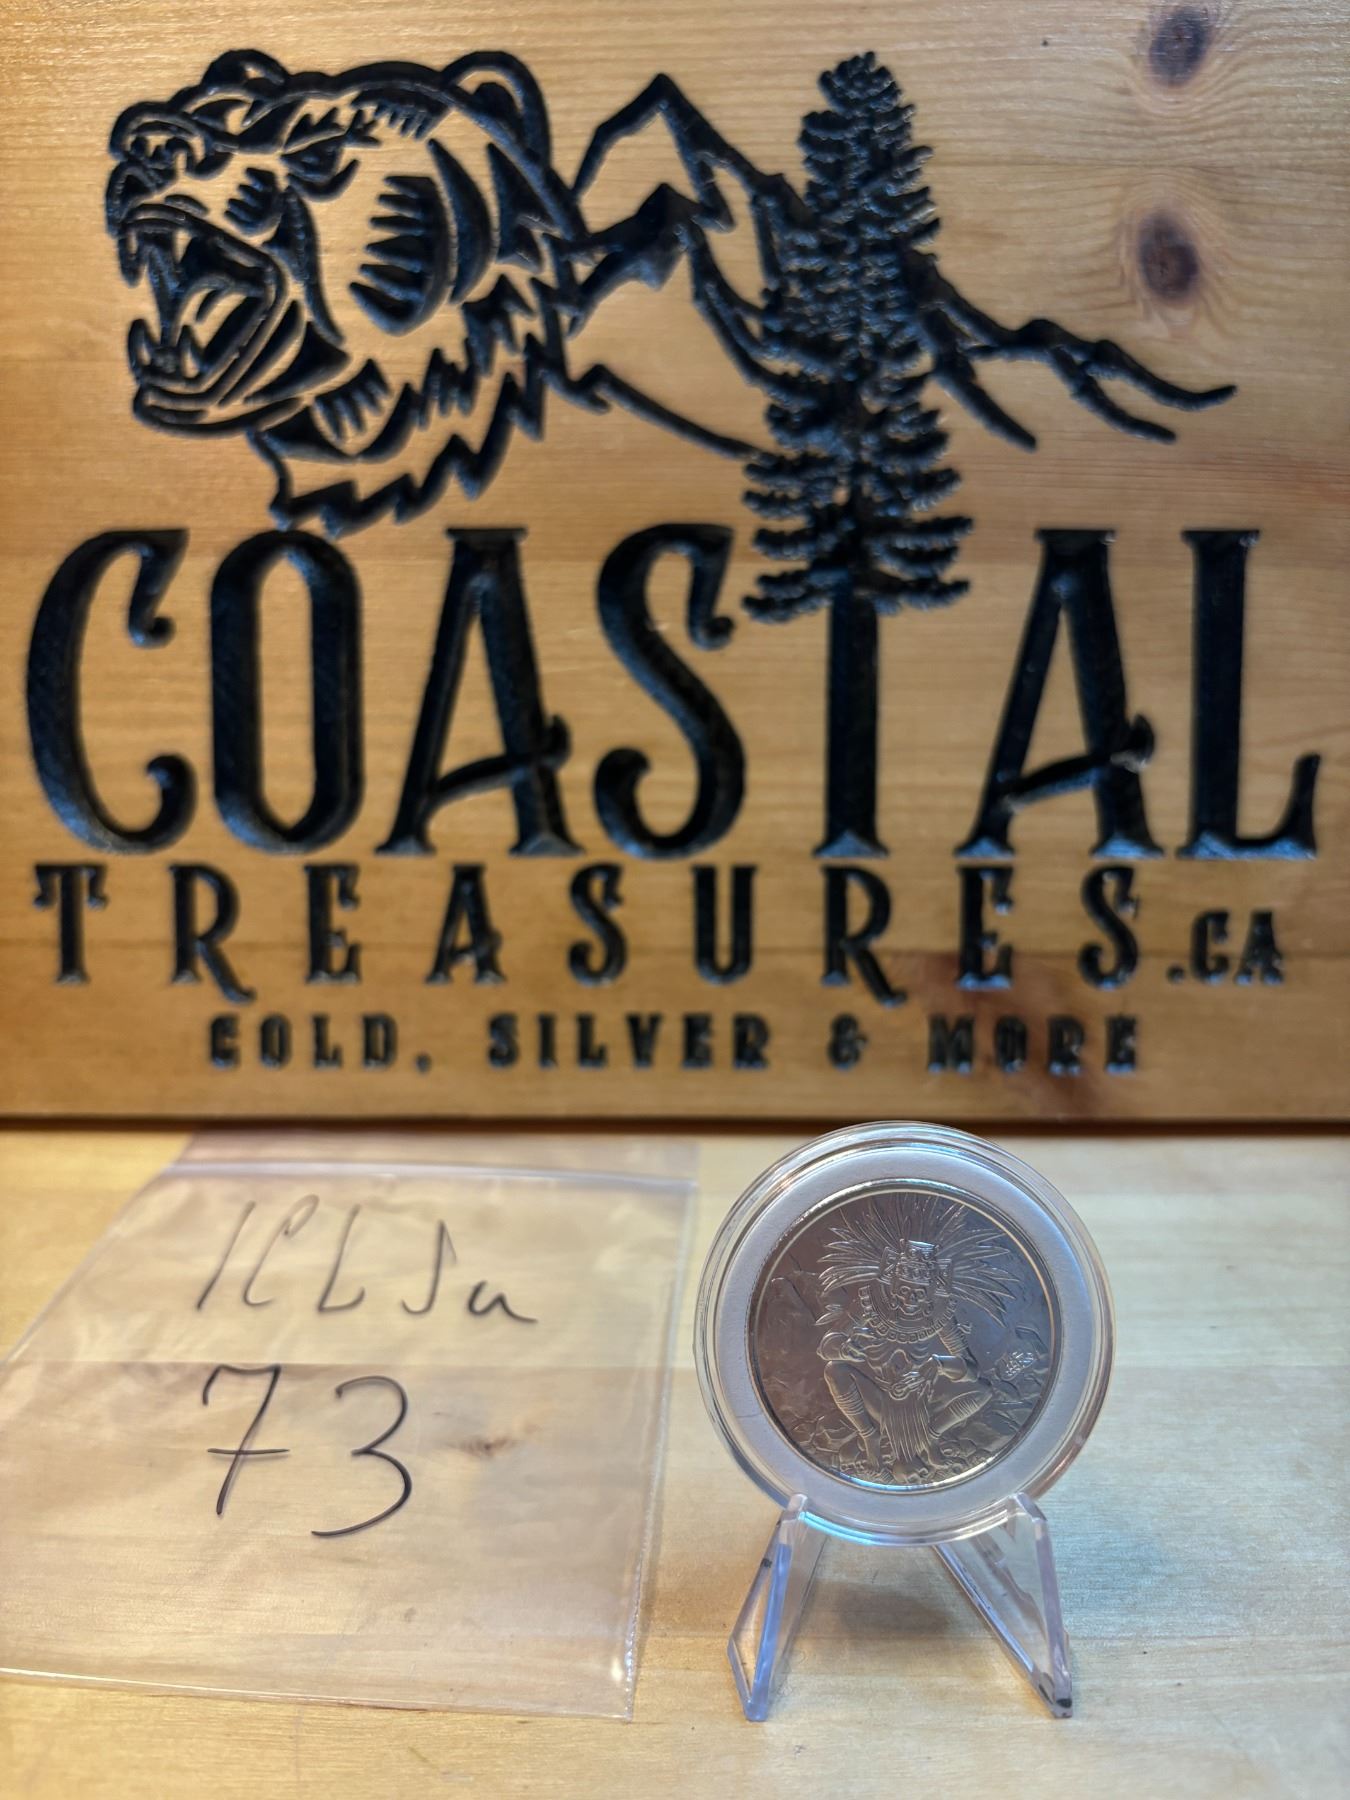 COASTAL
TREASURES.CA
GOLD, SILVER & MORE
73